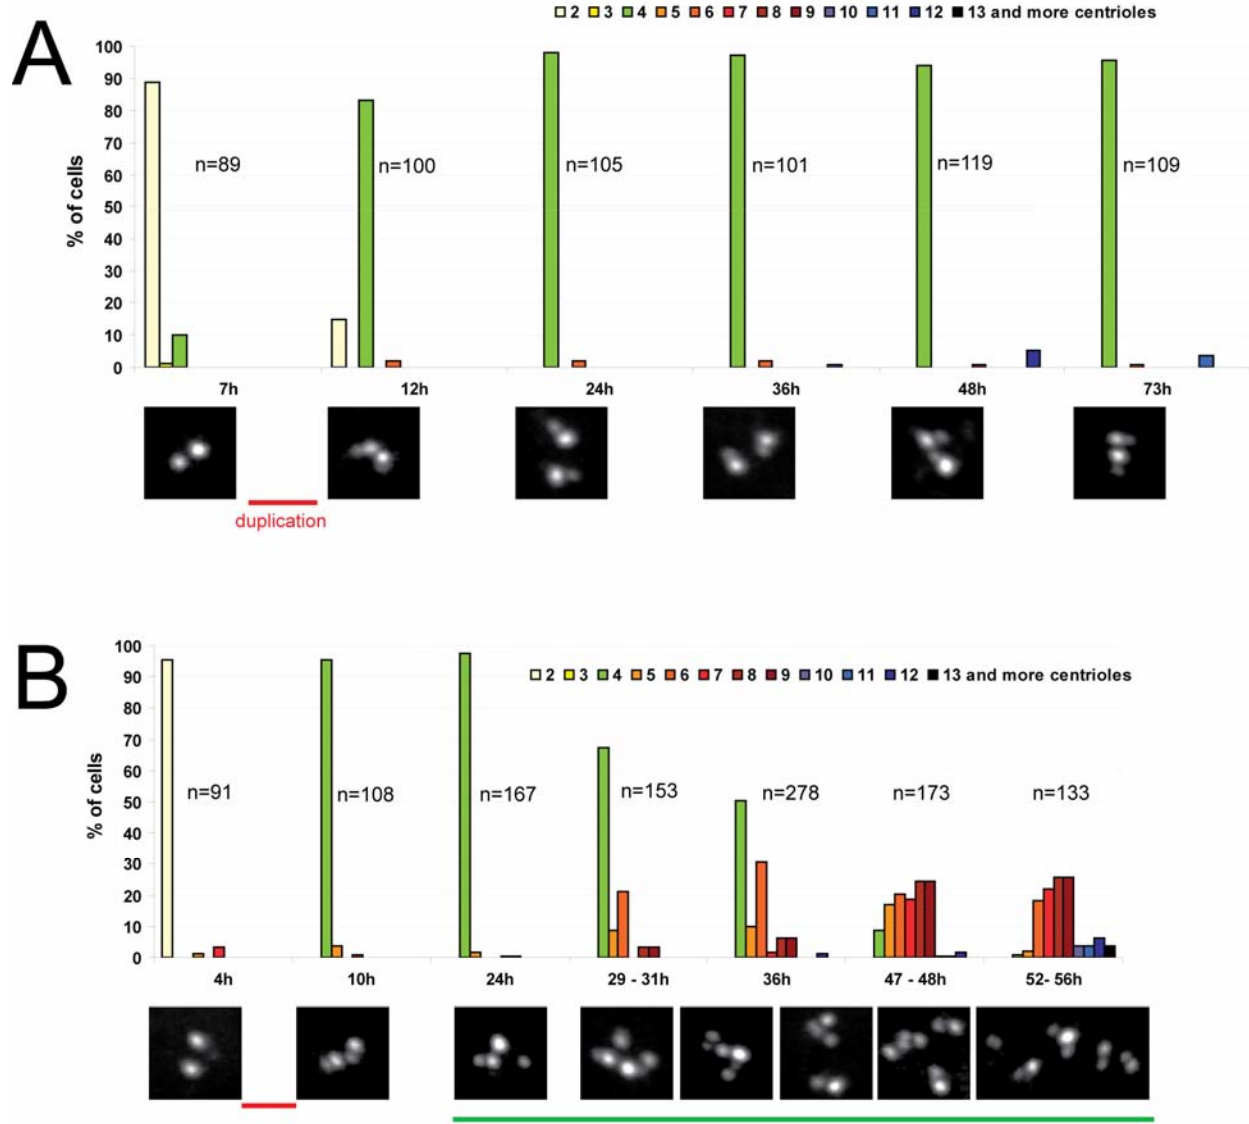 2 3 4 5 6 7 8 9 10 11 12 13 and more centrioles
A
100
90
80
70
60
50
40
30
20
10
0
% of cells
n=89 n=100 n=105 n=101 n=119 n=109
7h 12h 24h 36h 48h 73h
duplication
B
2 3 4 5 6 7 8 9 10 11 12 13 and more centrioles
100
90
80
70
60
50
40
30
20
10
0
% of cells
n=91 n=108 n=167 n=153 n=278 n=173 n=133
4h 10h 24h 29 - 31h 36h 47 - 48h 52- 56h